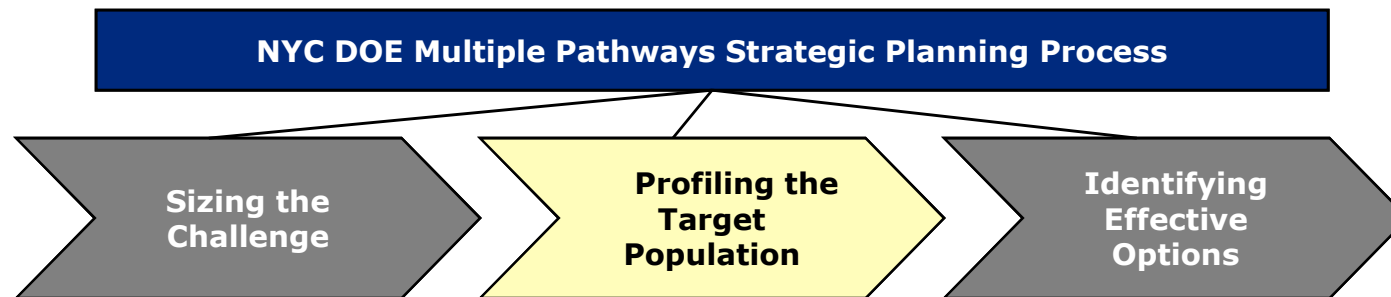 NYC DOE Multiple Pathways Strategic Planning Process
Sizing the
Challenge
Profiling the
Target
Population
Identifying
Effective
Options